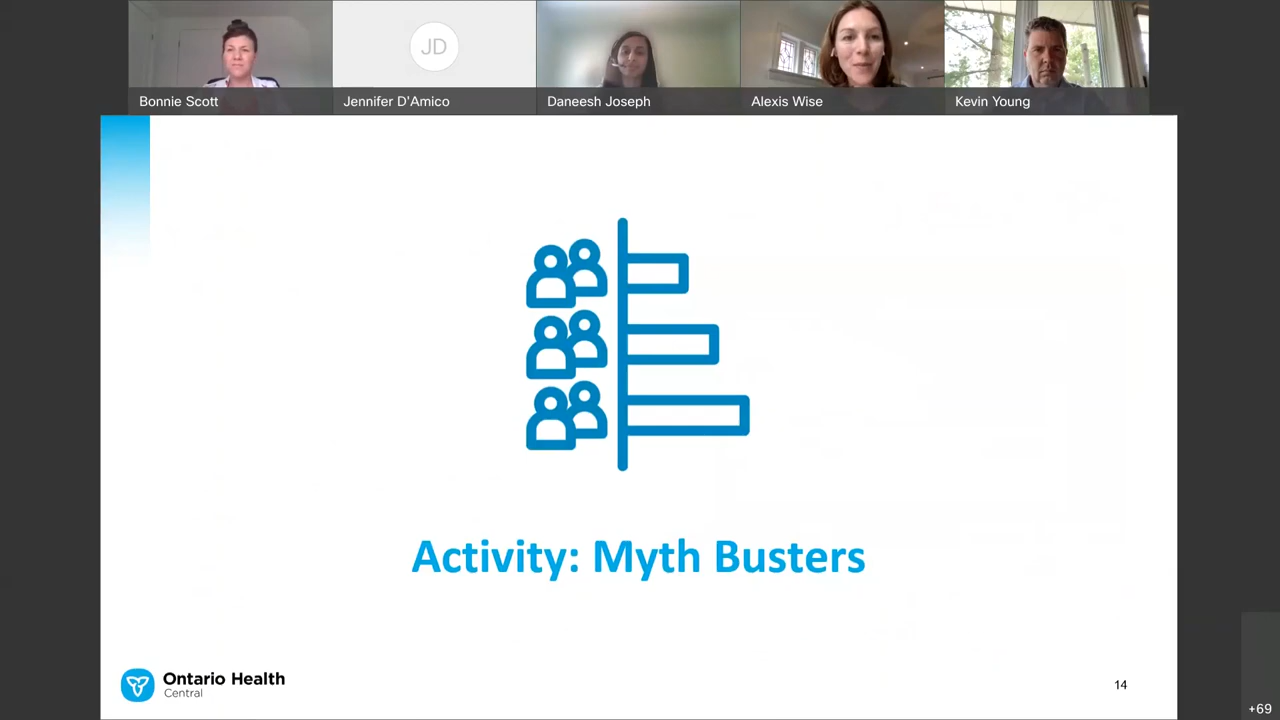 JD
Bonnie Scott
Jennifer D'Amico
Daneesh Joseph
Alexis Wise
Kevin Young
Activity: Myth Busters
Ontario Health
Central
14
+69